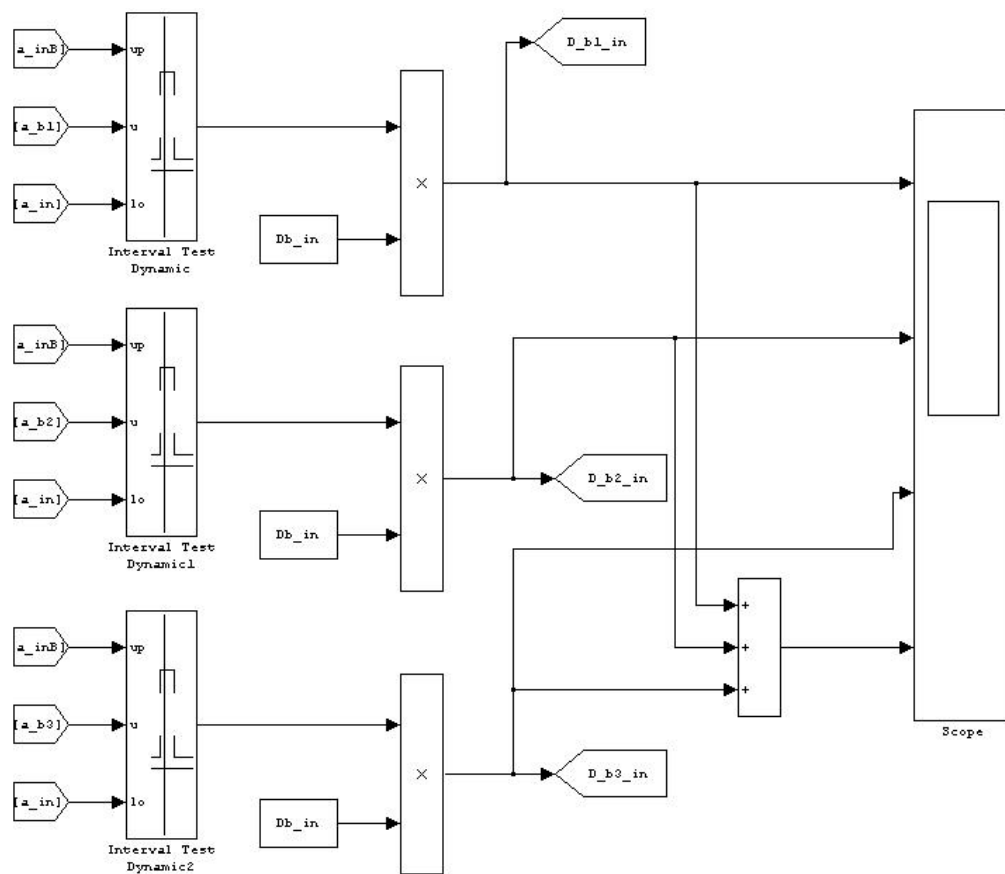 a_inB]
up
D_b1_in
[a_b1]
u
×
[a_in]
lo
Db_in
Interval Test
Dynamic
a_inB]
up
[a_b2]
u
×
D_b2_in
[a_in]
lo
Db_in
Interval Test
Dynamic1
+
a_inB]
up
+
+
[a_b3]
u
Scope
×
D_b3_in
[a_in]
lo
Db_in
Interval Test
Dynamic2